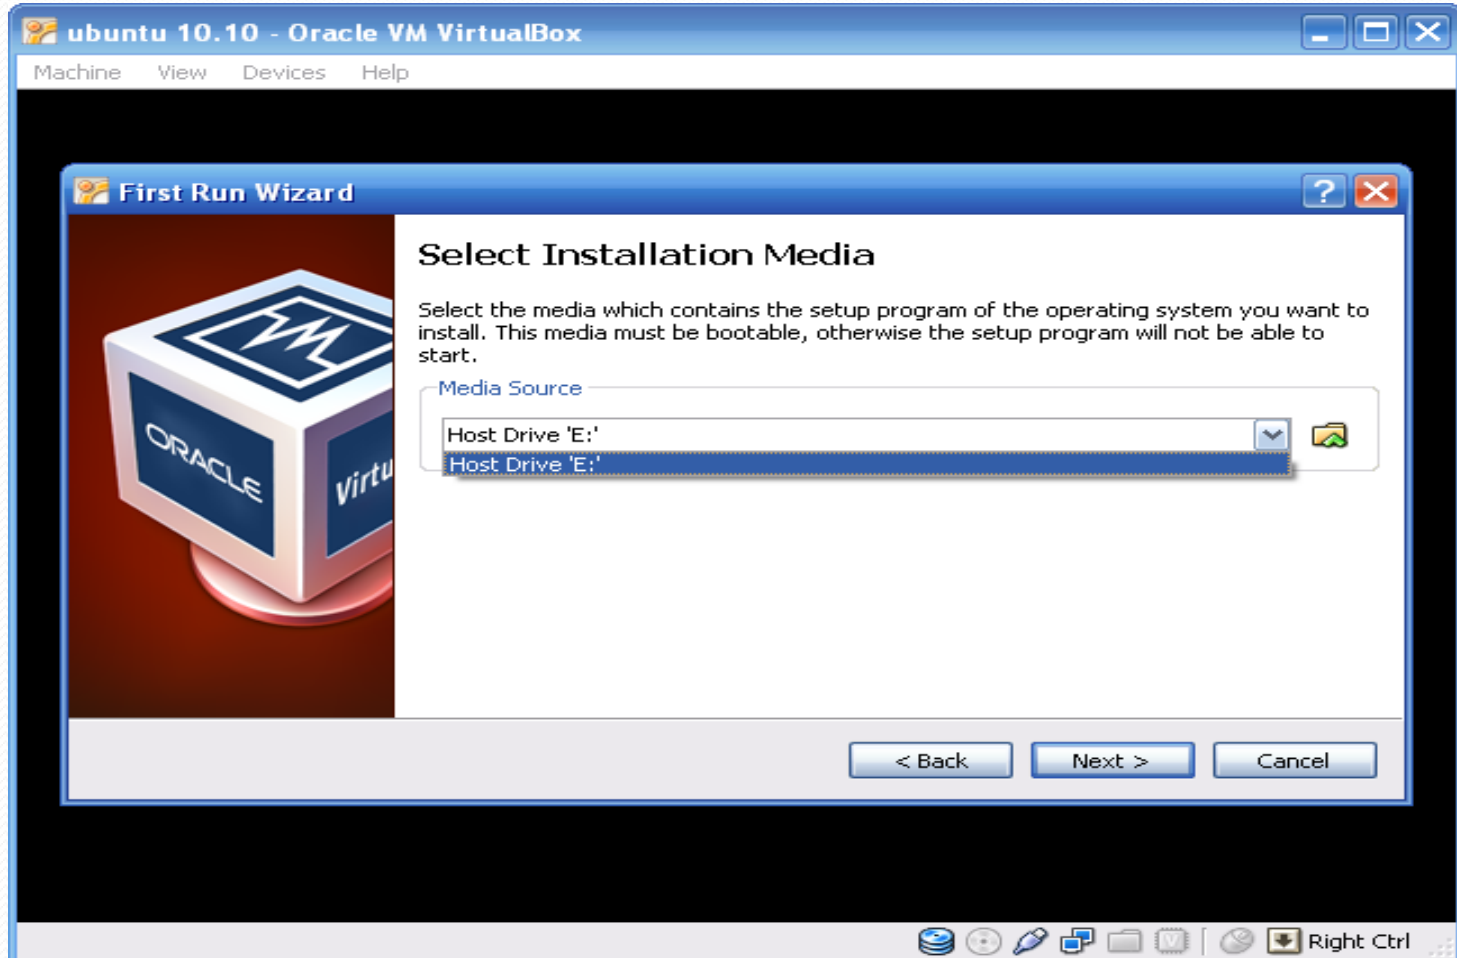 ubuntu 10.10 - Oracle VM VirtualBox
Machine View Devices Help
First Run Wizard
?
Select Installation Media
Select the media which contains the setup program of the operating system you want to
install. This media must be bootable, otherwise the setup program will not be able to
start.
Media Source
Host Drive 'E:'
Host Drive 'E:'
ORACLE
Virtu
< Back Next > Cancel
Right Ctrl